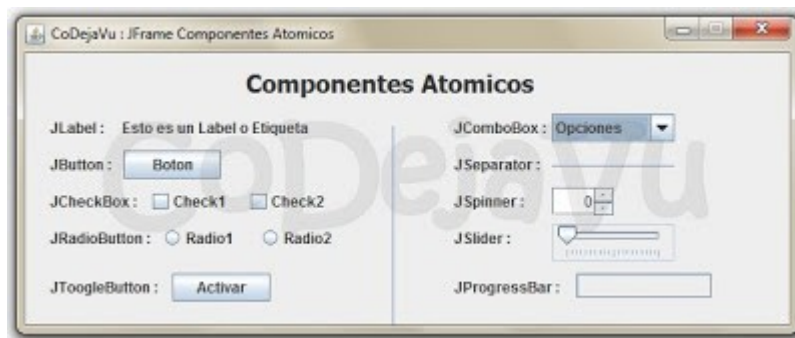 CoDejaVu : JFrame Componentes Atomicos
Componentes Atomicos
JLabel : Esto es un Label o Etiqueta
JButton : Boton
JCheckBox : Check1 Check2
JRadioButton : Radio1 Radio2
JToogleButton : Activar
JComboBox : Opciones
JSeparator :
JSpinner : 0
JSlider :
JProgressBar :
CoDejaVu